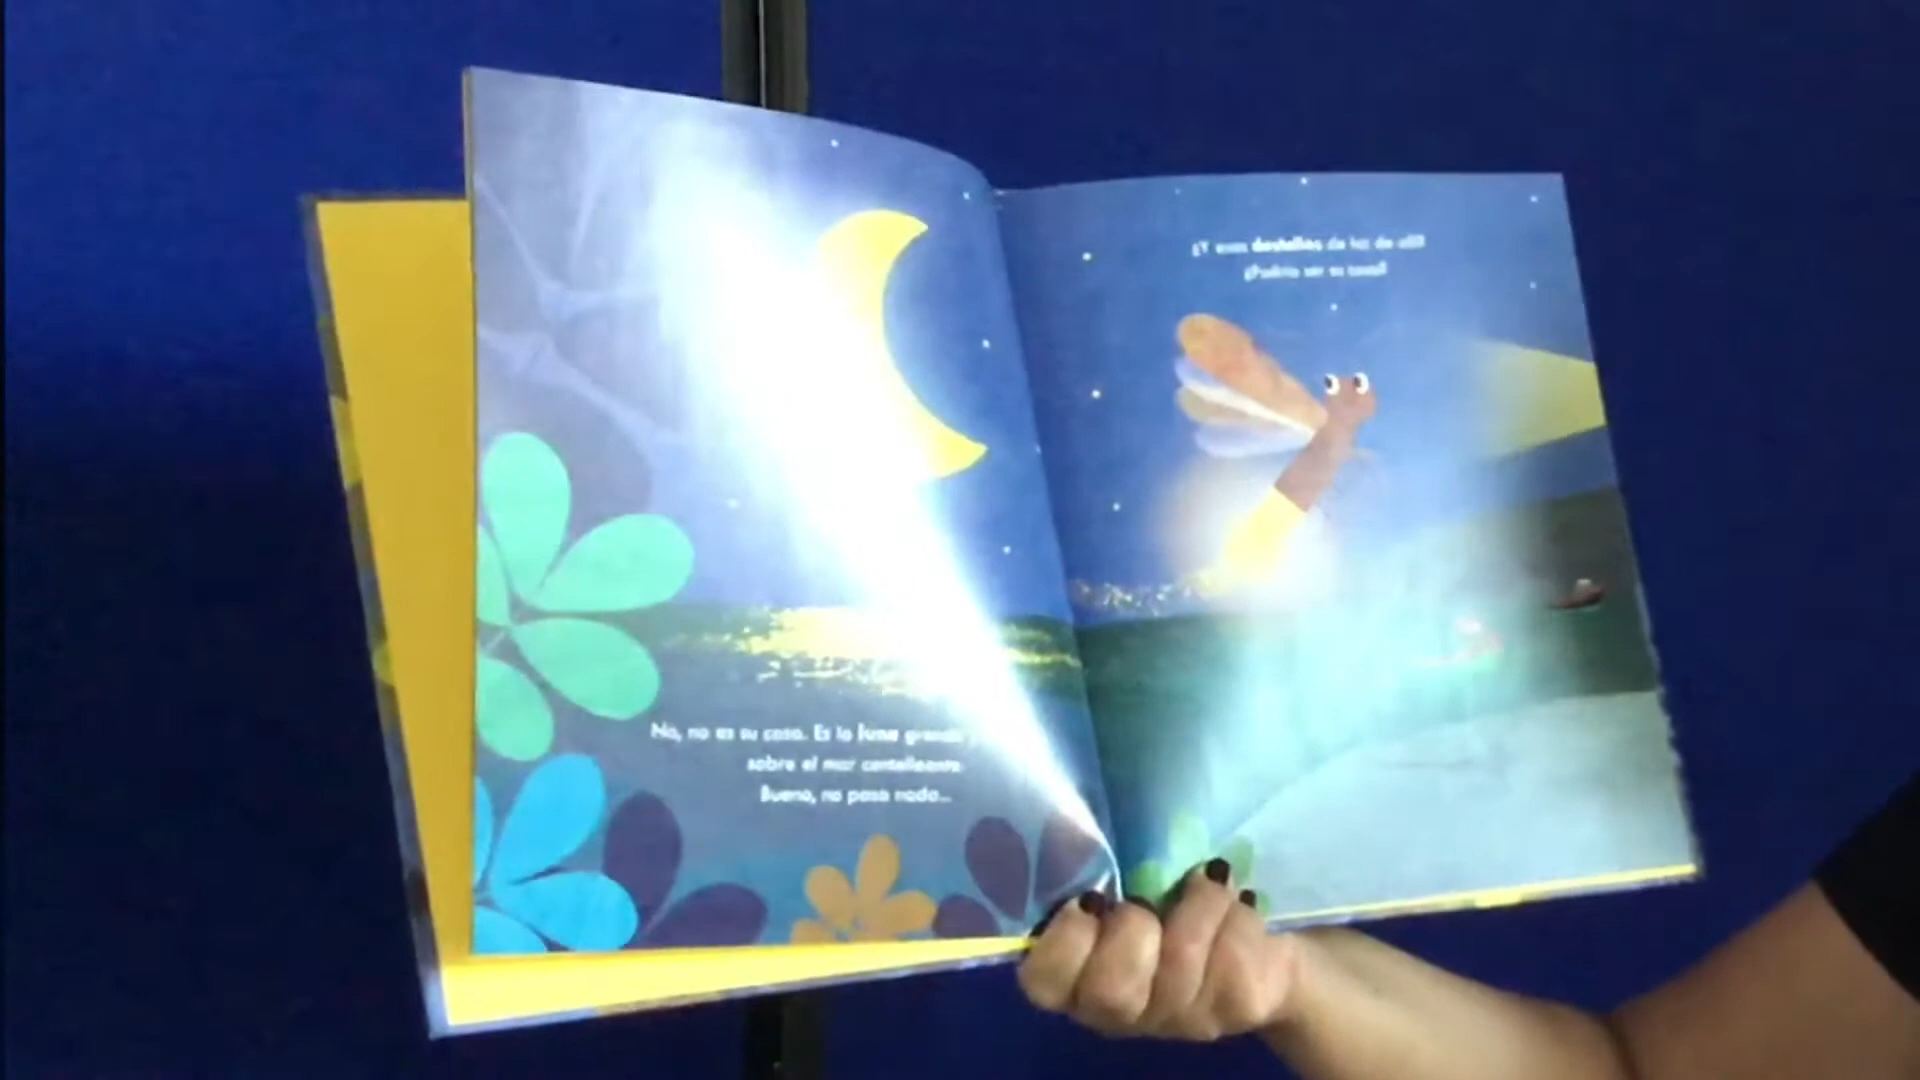 No, no es su casa. Es la luna grande
sobre el mar centelleante.
Bueno, no pasa nada...
¿Y esos destellos de luz de allí?
¿Podría ser su casa?